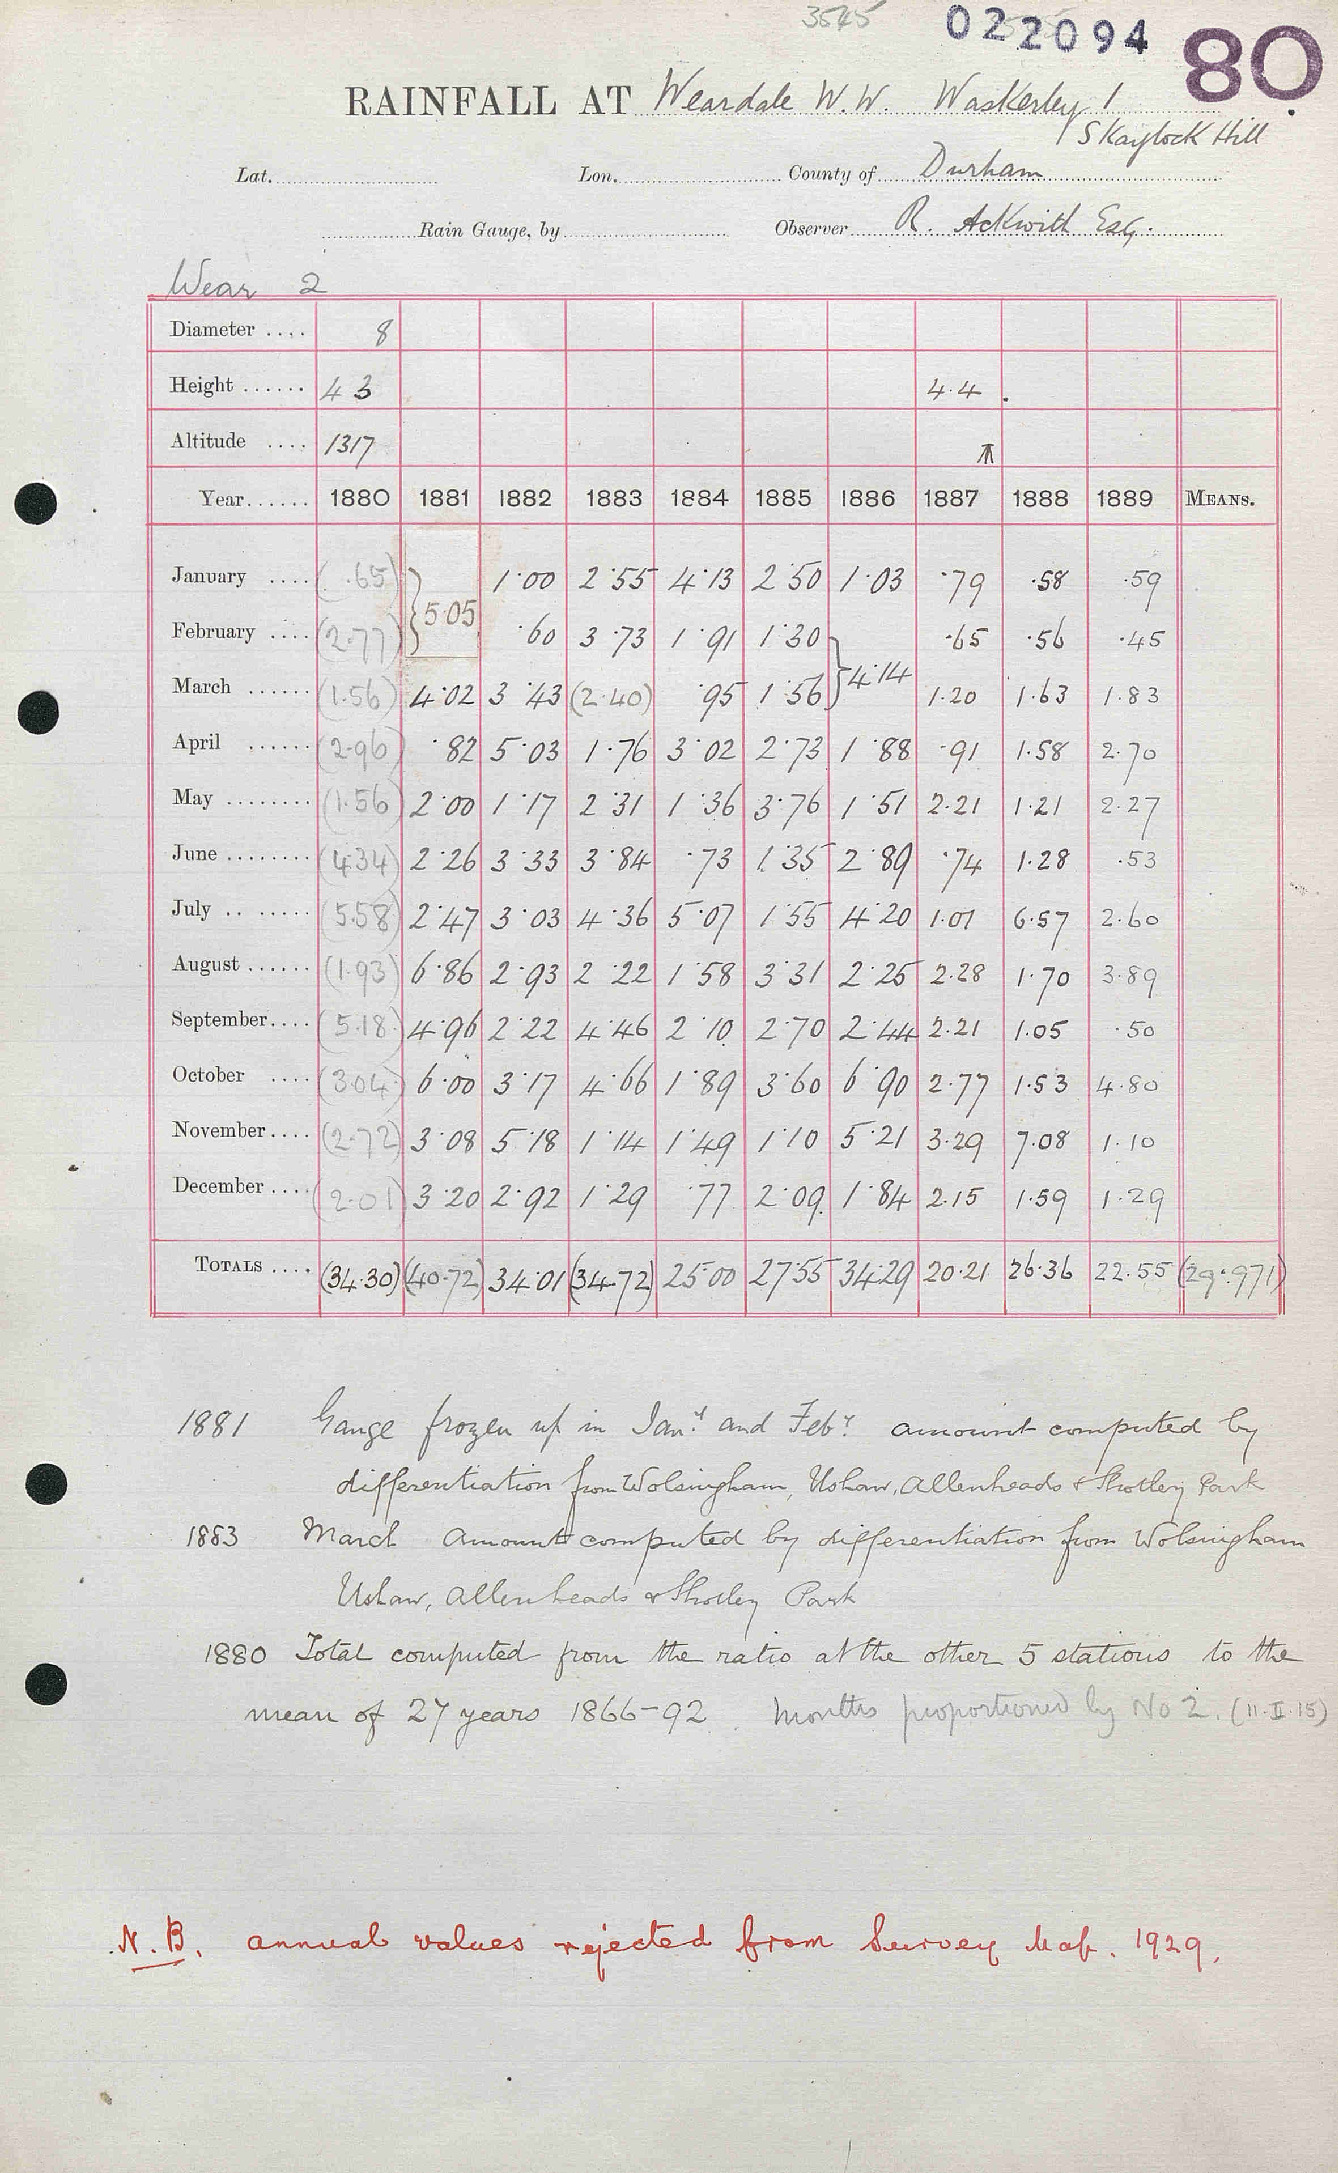 3545 022094 80
RAINFALL AT Weardale W.W. Waskerley 1
Skaylock Hill
Lat. Lon. County of Durham
Rain Gauge, by Observer R. Ackwith Esq.
Wear 2
Diameter .... 8
Height ...... 4 3 4.4 .
Altitude .... 1317
Year...... 1880 1881 1882 1883 1884 1885 1886 1887 1888 1889 MEANS.
January .... (.65) } 5.05 1.00 2.55 4.13 2.50 1.03 .79 .58 .59
February .... (2.77) .60 3.73 1.91 1.30 } 4.14 .65 .56 .45
March ...... (1.56) 4.02 3.43 (2.40) .95 1.56 1.20 1.63 1.83
April ...... (2.96) .82 5.03 1.76 3.02 2.73 1.88 .91 1.58 2.70
May ........ (1.56) 2.00 1.17 2.31 1.36 3.76 1.51 2.21 1.21 2.27
June ........ (4.34) 2.26 3.33 3.84 .73 1.35 2.89 .74 1.28 .53
July .. ...... (5.58) 2.47 3.03 4.36 5.07 1.55 4.20 1.01 6.57 2.60
August ...... (1.93) 6.86 2.93 2.22 1.58 3.31 2.25 2.28 1.70 3.89
September.... (5.18) 4.96 2.22 4.46 2.10 2.70 2.44 2.21 1.05 .50
October .... (3.04) 6.00 3.17 4.66 1.89 3.60 6.90 2.77 1.53 4.80
November.... (2.72) 3.08 5.18 1.14 1.49 1.10 5.21 3.29 7.08 1.10
December .... (2.01) 3.20 2.92 1.29 .77 2.09 1.84 2.15 1.59 1.29
TOTALS .... (34.30) (40.72) 34.01 (34.72) 25.00 27.55 34.29 20.21 26.36 22.55 (29.971)
1881 Gauge frozen up in Jany and Feby amount computed by
differentiation from Wolsingham, Ushaw, Allenheads & Shotley Park
1883 March Amount computed by differentiation from Wolsingham
Ushaw, Allenheads & Shotley Park
1880 Total computed from the ratio at the other 5 stations to the
mean of 27 years 1866-92. Months proportioned by No 2. (11.II.15)
N.B. annual values rejected from Survey Map. 1929.